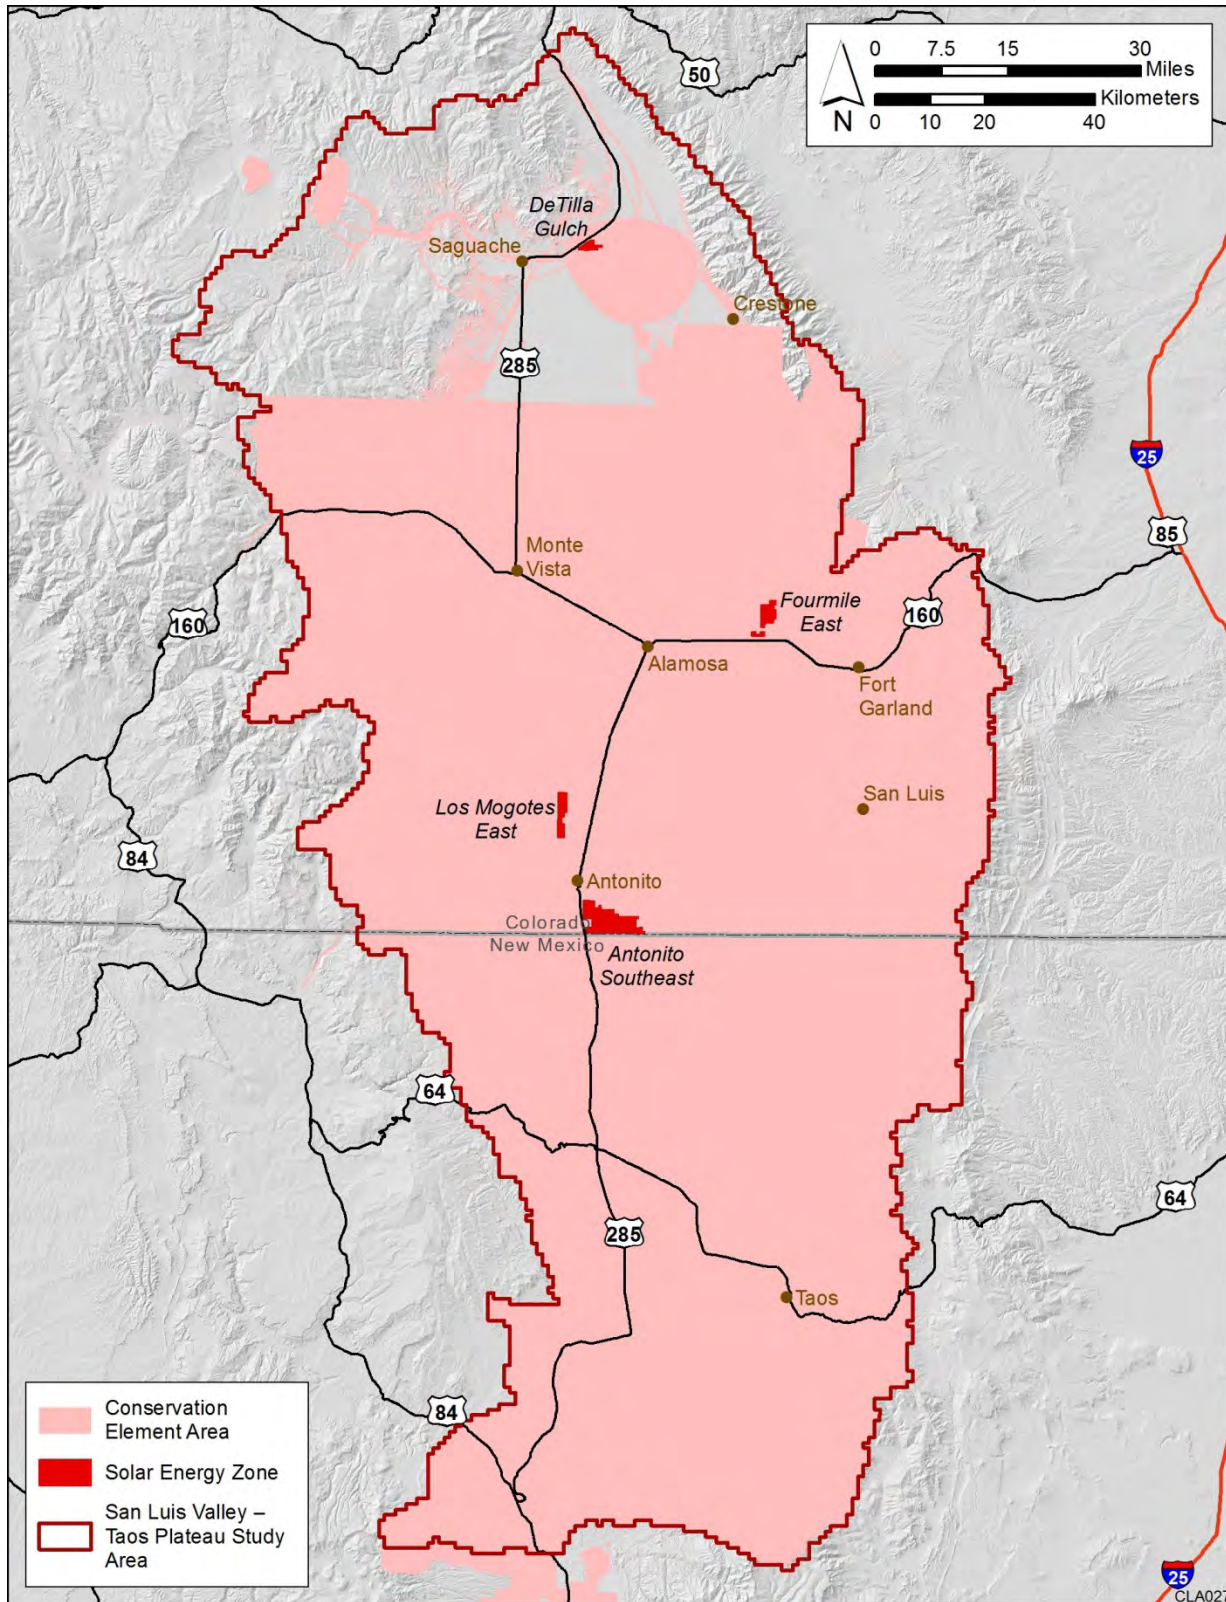 0 7.5 15 30
Miles
Kilometers
0 10 20 40
N
50
DeTilla
Gulch
Saguache
Crestone
285
25
85
Monte
Vista
160
Fourmile
East
160
Alamosa
Fort
Garland
San Luis
Los Mogotes
East
84
Antonito
Colorado
New Mexico
Antonito
Southeast
64
64
285
Taos
84
Conservation
Element Area
Solar Energy Zone
San Luis Valley –
Taos Plateau Study
Area
25
CLA027